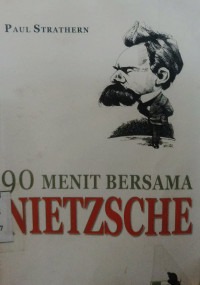 PAUL STRATHERN
90 MENIT BERSAMA
NIETZSCHE